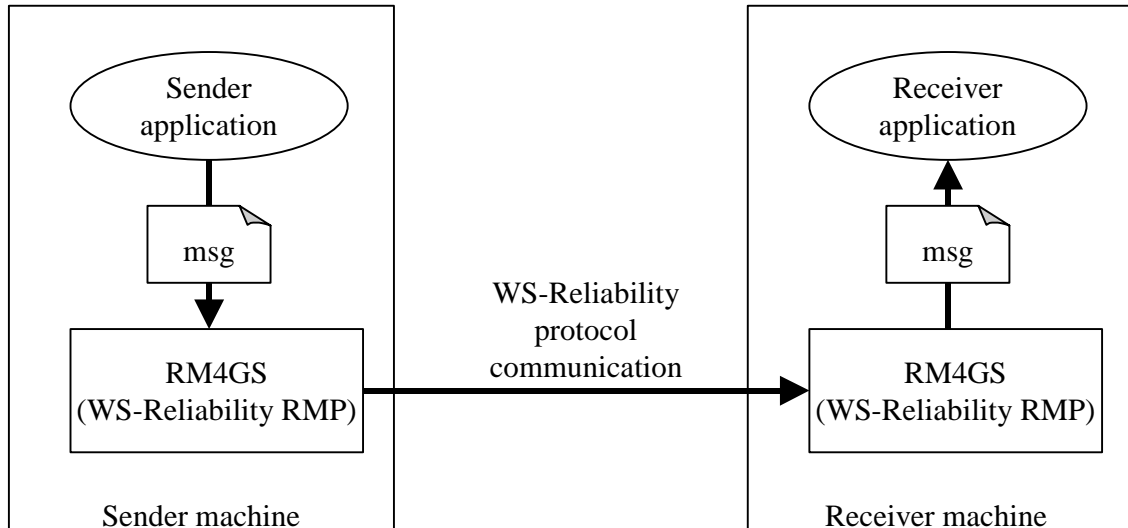 Sender
application
msg
RM4GS
(WS-Reliability RMP)
Sender machine
WS-Reliability
protocol
communication
Receiver
application
msg
RM4GS
(WS-Reliability RMP)
Receiver machine